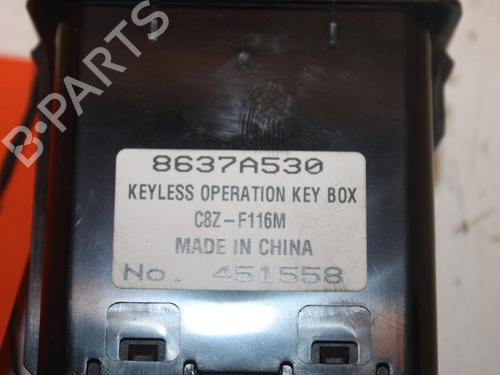 B-PARTS
8637A530
KEYLESS OPERATION KEY BOX
C8Z-F116M
MADE IN CHINA
No. 451558